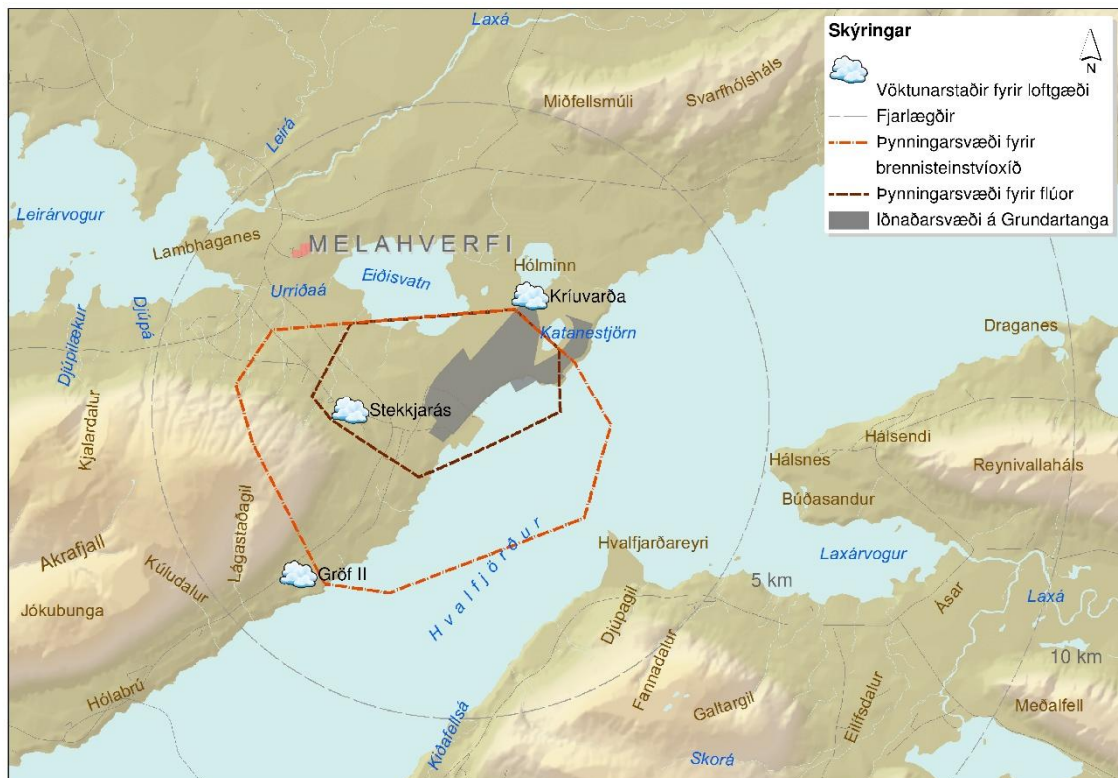 Laxá
Skýringar
N
Vöktunarstaðir fyrir loftgæði
Fjarlægðir
Þynningarsvæði fyrir
brennisteinstvíoxíð
Þynningarsvæði fyrir flúor
Iðnaðarsvæði á Grundartanga
Svarfhólsháls
Miðfellsmúli
Leirá
Leirárvogur
Lambhaganes
MELAHVERFI
Hólminn
Eiðisvatn
Urriðaá
Kríuvarða
Katanestjörn
Djúpá
Djúpilækur
Draganes
Stekkjarás
Kjalardalur
Hálsendi
Hálsnes
Reynivallaháls
Búðasandur
Lágastaðagil
Akrafjall
Hvalfjarðareyri
Laxárvogur
Kúludalur
Gröf II
5 km
Hvalfjörður
Ásar
Laxá
Jókubunga
Djúpagil
Fannadalur
10 km
Hólabrú
Galtargil
Eilífsdalur
Meðalfell
Kiðafellsá
Skorá